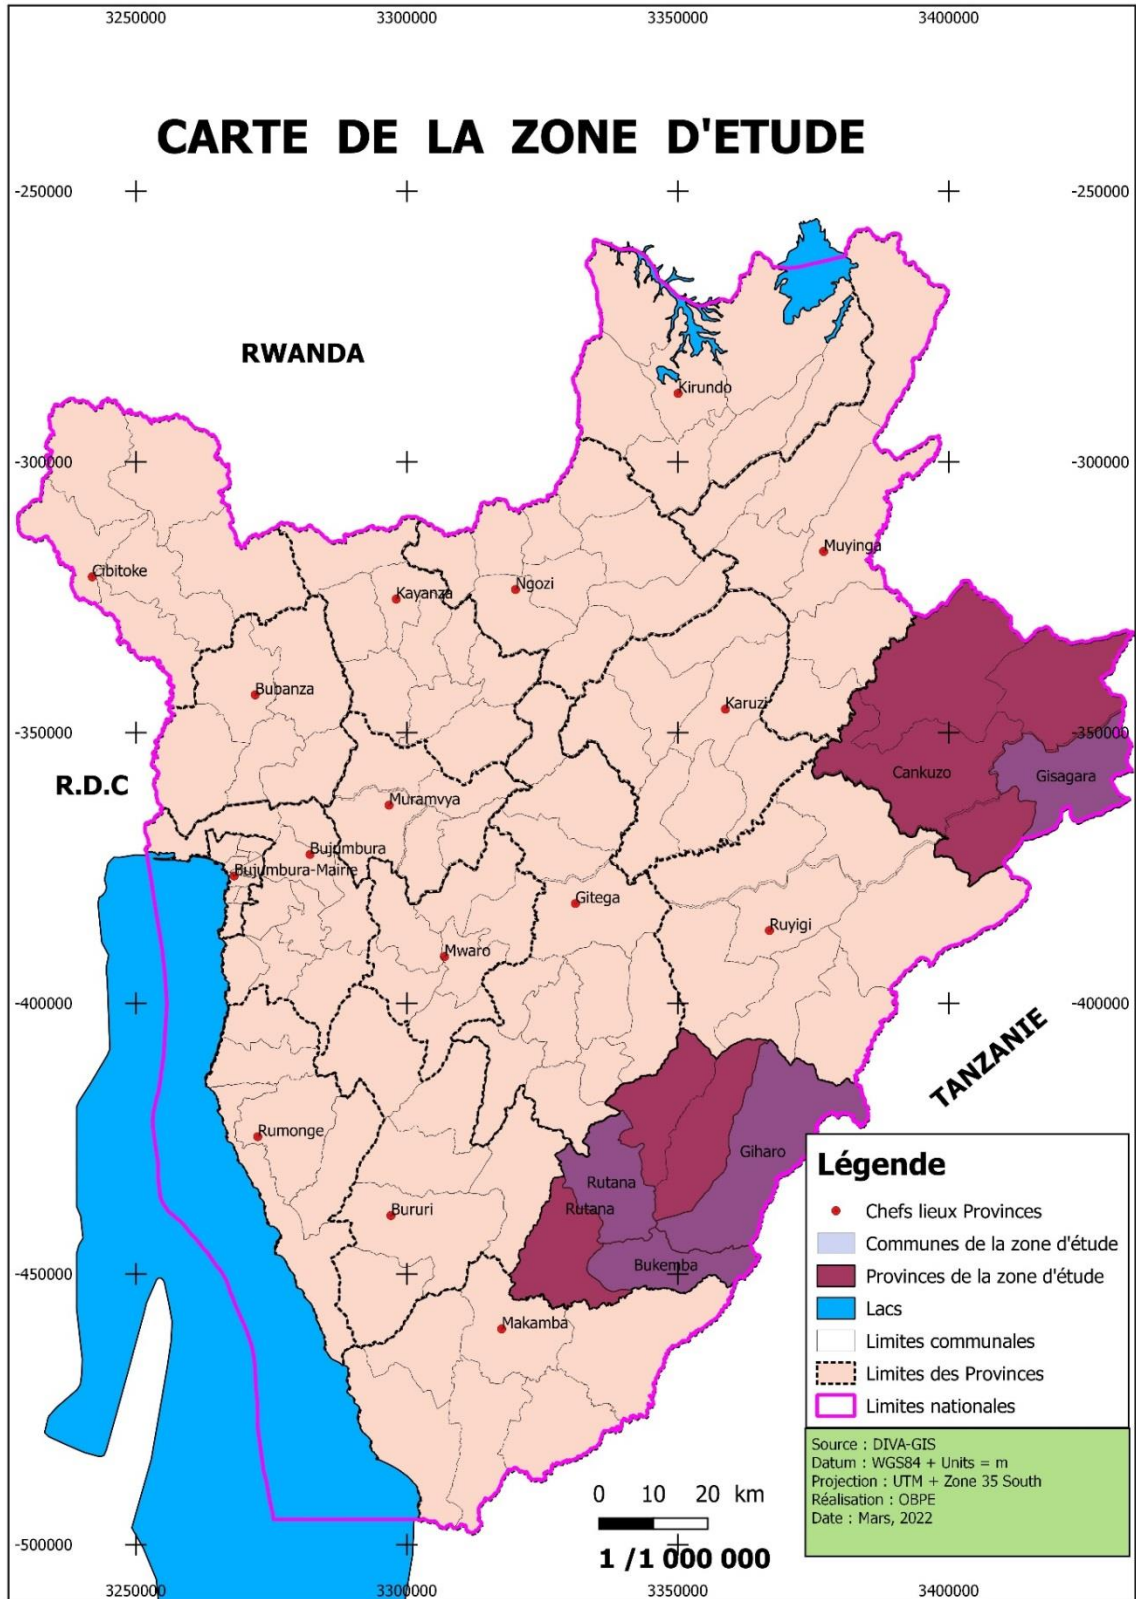 3250000 3300000 3350000 3400000
CARTE DE LA ZONE D'ETUDE
-250000 -250000
RWANDA
Kirundo
-300000 -300000
Muyinga
Cibitoke
Ngozi
Kayanza
Bubanza
Karuzi
-350000 -350000
Cankuzo
Gisagara
R.D.C
Muramvya
Bujumbura
Bujumbura-Mairie
Gitega
Ruyigi
Mwaro
-400000 -400000
TANZANIE
Rumonge
Giharo
Rutana
Rutana
Bururi
Bukemba
-450000
Makamba
Légende
Chefs lieux Provinces
Communes de la zone d'étude
Provinces de la zone d'étude
Lacs
Limites communales
Limites des Provinces
Limites nationales
Source : DIVA-GIS
Datum : WGS84 + Units = m
Projection : UTM + Zone 35 South
Réalisation : OBPE
Date : Mars, 2022
0 10 20 km
1 /1 000 000
-500000 -500000
3250000 3300000 3350000 3400000